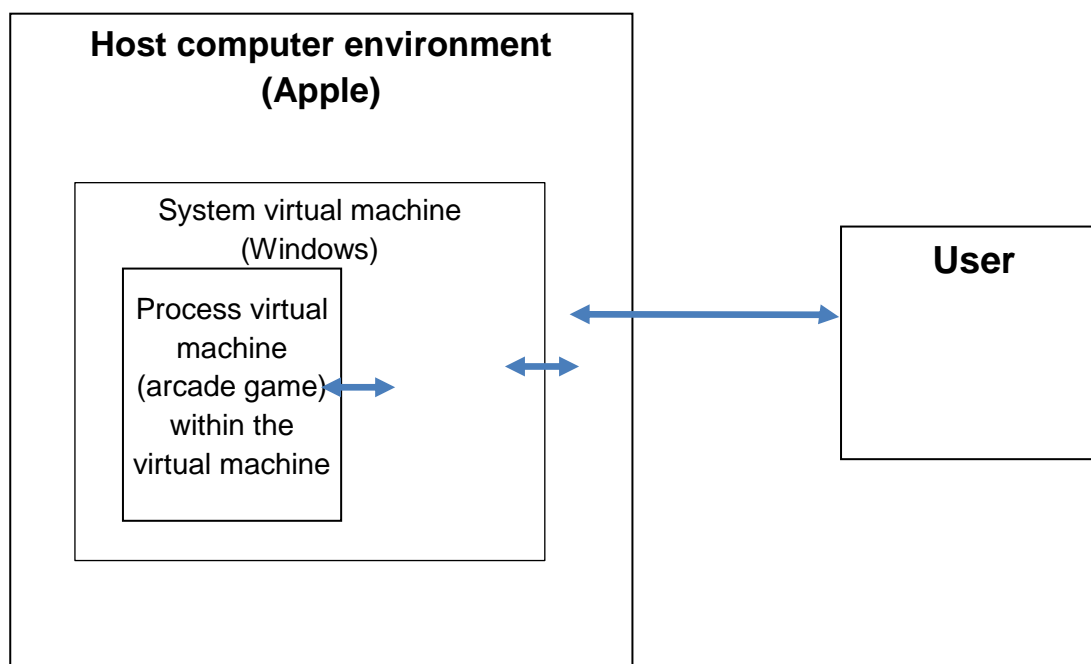 Host computer environment
(Apple)
System virtual machine
(Windows)
Process virtual
machine
(arcade game)
within the
virtual machine
User